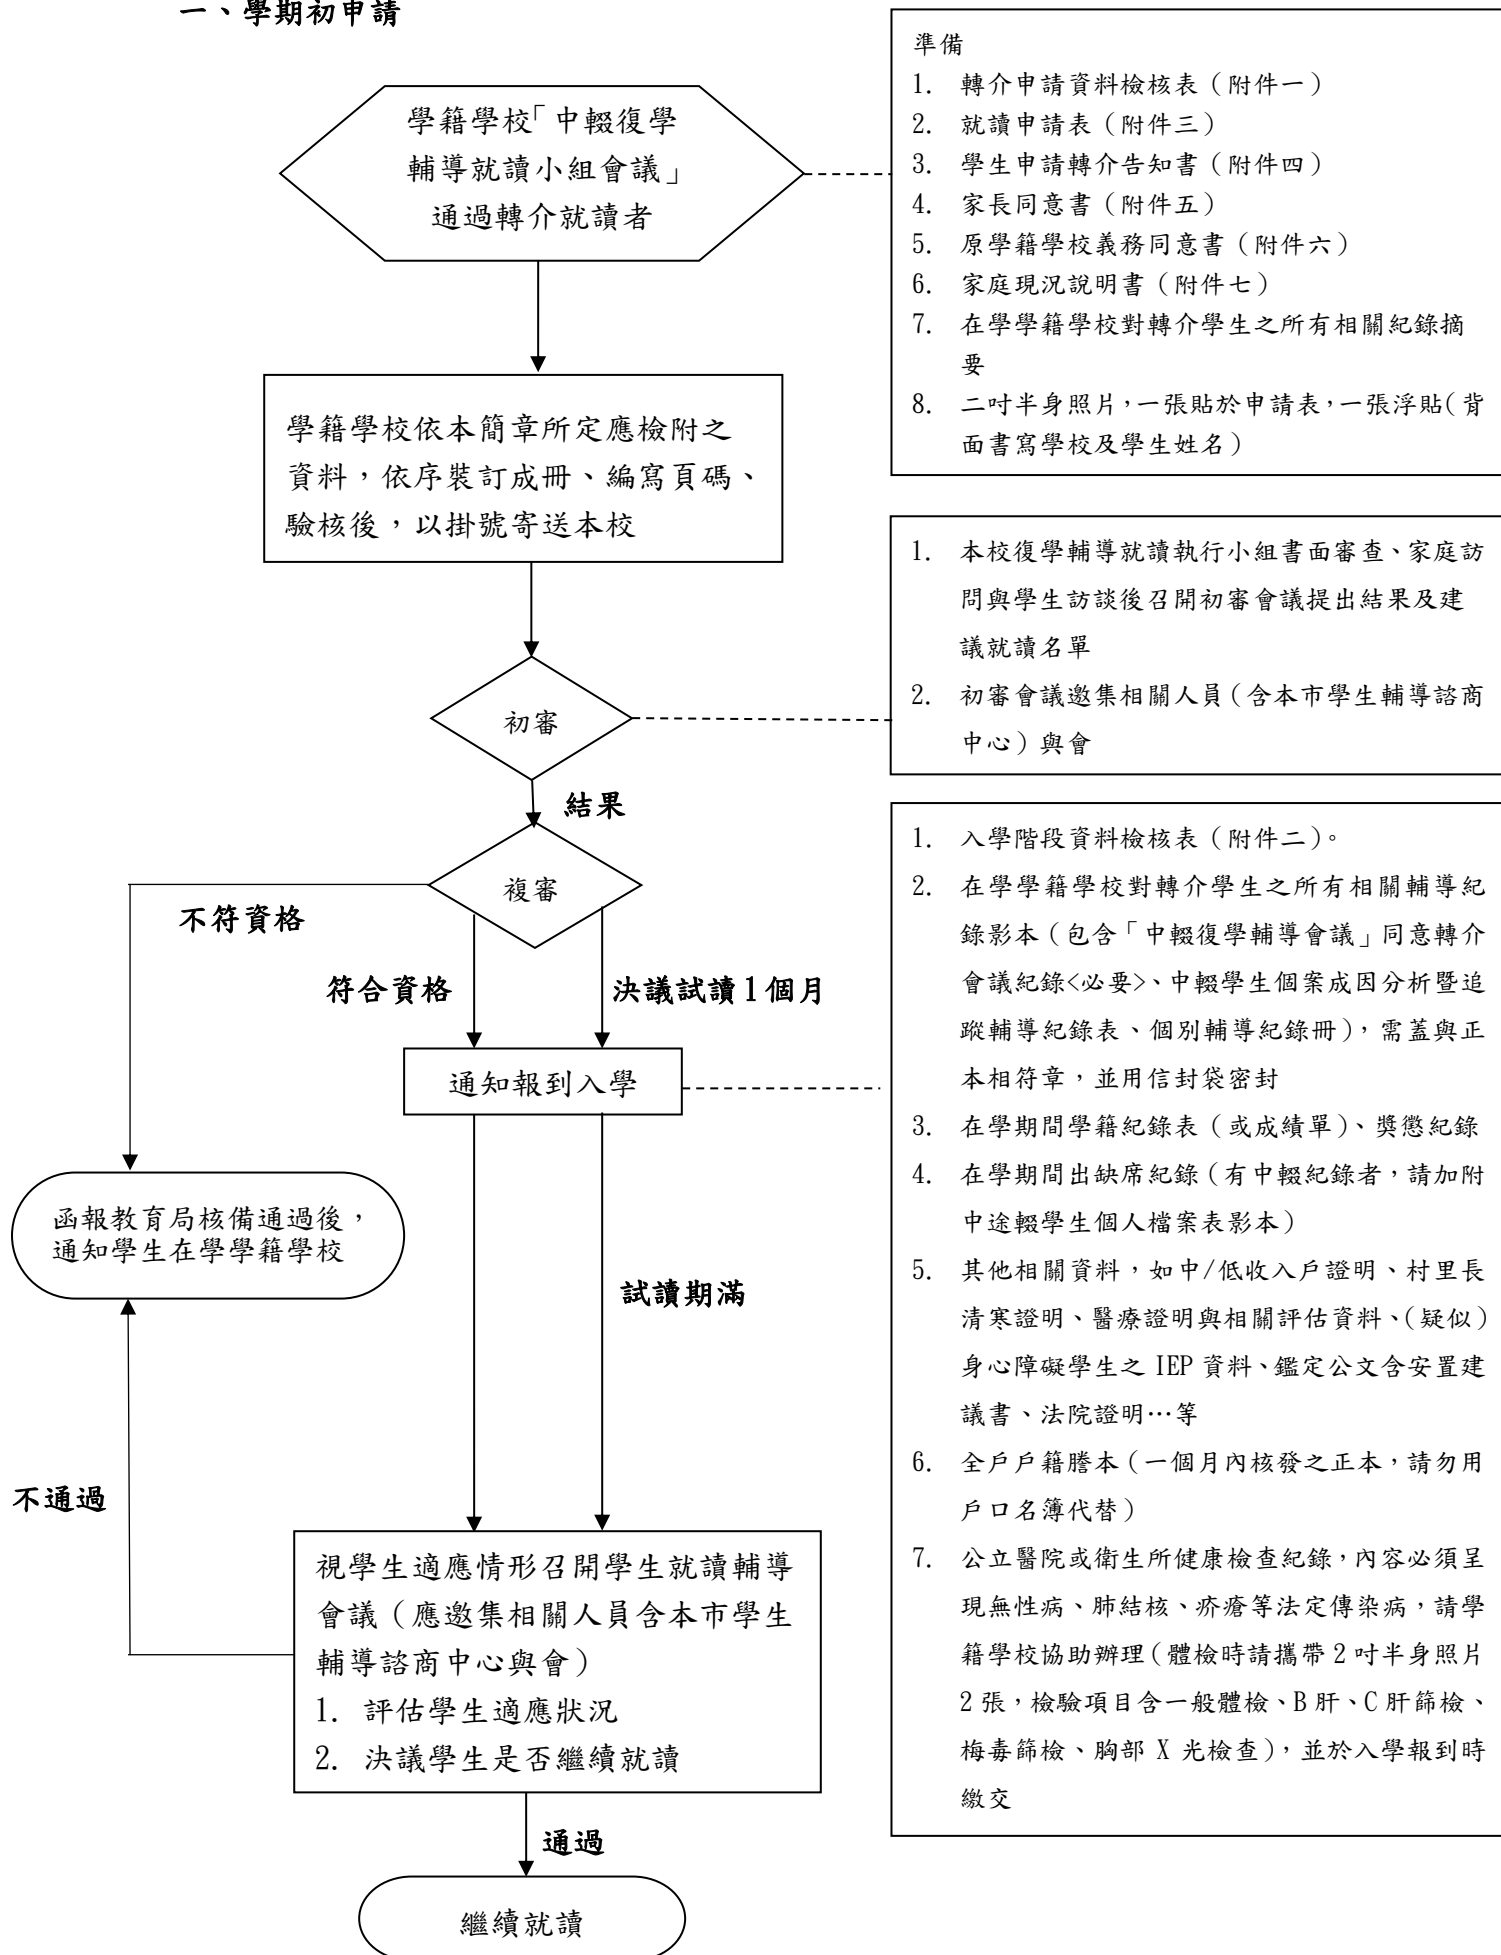 一、學期初申請
學籍學校「中輟復學
輔導就讀小組會議」
通過轉介就讀者
準備
1. 轉介申請資料檢核表（附件一）
2. 就讀申請表（附件三）
3. 學生申請轉介告知書（附件四）
4. 家長同意書（附件五）
5. 原學籍學校義務同意書（附件六）
6. 家庭現況說明書（附件七）
7. 在學學籍學校對轉介學生之所有相關紀錄摘
要
8. 二吋半身照片，一張貼於申請表，一張浮貼（背
面書寫學校及學生姓名）
學籍學校依本簡章所定應檢附之
資料，依序裝訂成冊、編寫頁碼、
驗核後，以掛號寄送本校
1. 本校復學輔導就讀執行小組書面審查、家庭訪
問與學生訪談後召開初審會議提出結果及建
議就讀名單
2. 初審會議邀集相關人員（含本市學生輔導諮商
中心）與會
初審
結果
複審
不符資格
符合資格
決議試讀1個月
通知報到入學
1. 入學階段資料檢核表（附件二）。
2. 在學學籍學校對轉介學生之所有相關輔導紀
錄影本（包含「中輟復學輔導會議」同意轉介
會議紀錄<必要>、中輟學生個案成因分析暨追
蹤輔導紀錄表、個別輔導紀錄冊），需蓋與正
本相符章，並用信封袋密封
3. 在學期間學籍紀錄表（或成績單）、獎懲紀錄
4. 在學期間出缺席紀錄（有中輟紀錄者，請加附
中途輟學生個人檔案表影本）
5. 其他相關資料，如中/低收入戶證明、村里長
清寒證明、醫療證明與相關評估資料、（疑似）
身心障礙學生之 IEP 資料、鑑定公文含安置建
議書、法院證明…等
6. 全戶戶籍謄本（一個月內核發之正本，請勿用
戶口名簿代替）
7. 公立醫院或衛生所健康檢查紀錄，內容必須呈
現無性病、肺結核、疥瘡等法定傳染病，請學
籍學校協助辦理（體檢時請攜帶 2 吋半身照片
2 張，檢驗項目含一般體檢、B 肝、C 肝篩檢、
梅毒篩檢、胸部 X 光檢查），並於入學報到時
繳交
函報教育局核備通過後，
通知學生在學學籍學校
試讀期滿
不通過
視學生適應情形召開學生就讀輔導
會議（應邀集相關人員含本市學生
輔導諮商中心與會）
1. 評估學生適應狀況
2. 決議學生是否繼續就讀
通過
繼續就讀